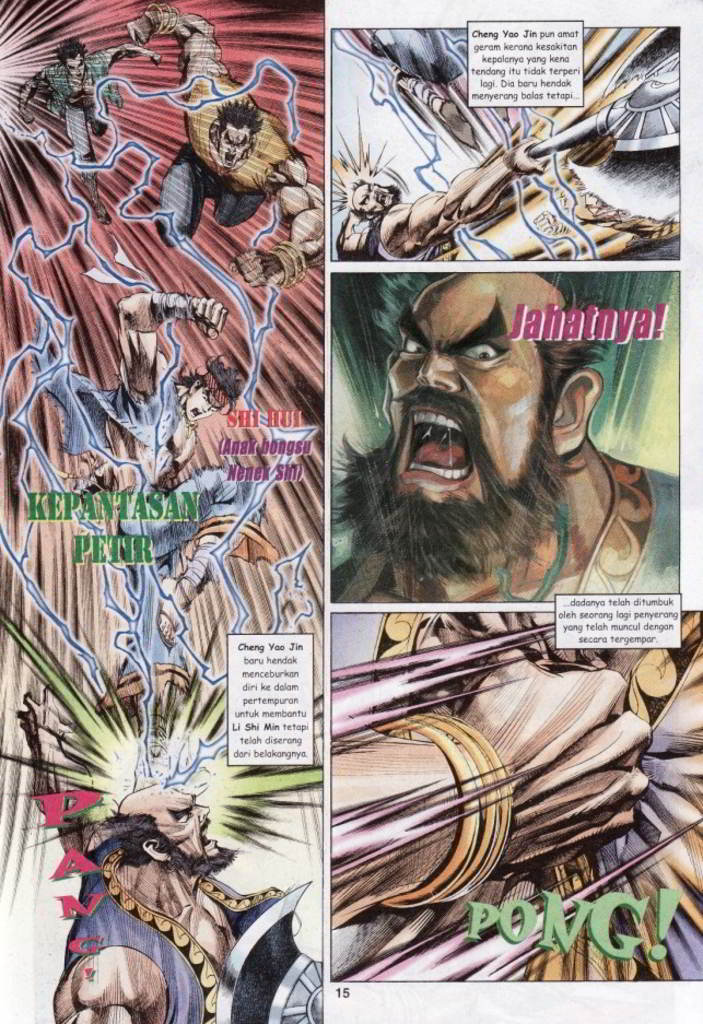 SHI HUI
(Anak bongsu
Nenek Shi)
KEPANTASAN
PETIR
Cheng Yao Jin
baru hendak
menceburkan
diri ke dalam
pertempuran
untuk membantu
Li Shi Min tetapi
telah diserang
dari belakangnya.
PANG!
Cheng Yao Jin pun amat
geram kerana kesakitan
kepalanya yang kena
tendang itu tidak terperi
lagi. Dia baru hendak
menyerang balas tetapi...
Jahatnya!
...dadanya telah ditumbuk
oleh seorang lagi penyerang
yang telah muncul dengan
secara tergempar.
PONG!
15